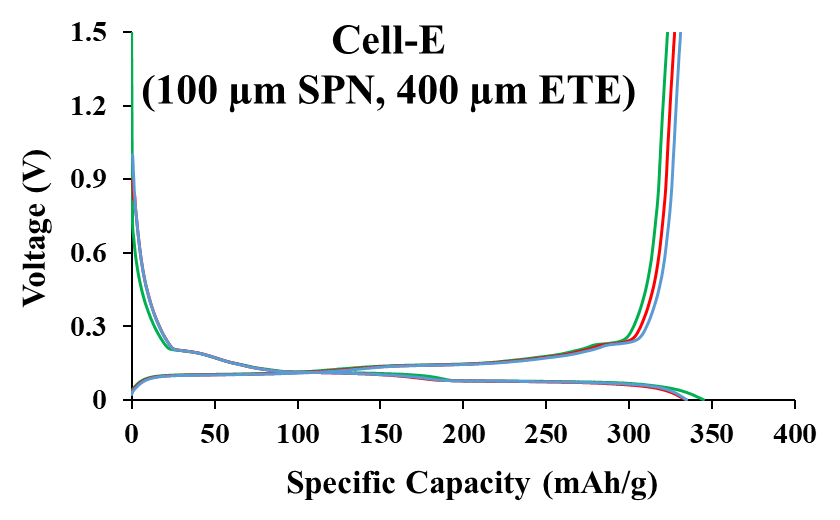 Cell-E
(100 µm SPN, 400 µm ETE)
1.5
1.2
0.9
0.6
0.3
0
Voltage (V)
0 50 100 150 200 250 300 350 400
Specific Capacity (mAh/g)